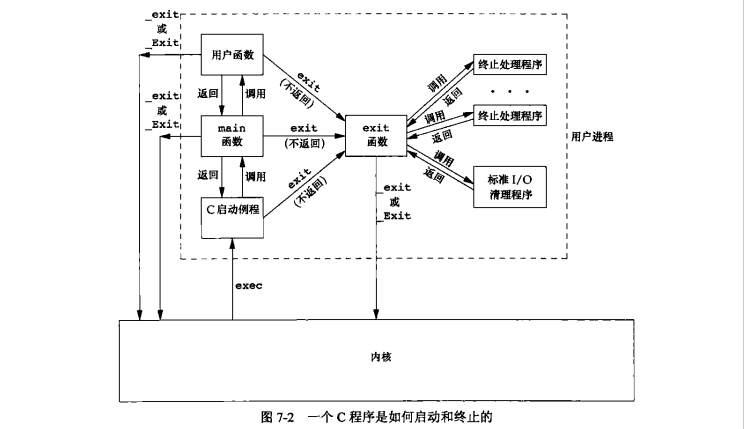 _exit
或
_Exit
用户函数
exit
(不返回)
调用
返回
终止处理程序
· · ·
返回
调用
_exit
或
_Exit
main
函数
exit
(不返回)
exit
函数
调用
返回
终止处理程序
用户进程
返回
调用
exit
(不返回)
调用
返回
标准 I/O
清理程序
C 启动例程
_exit
或
_Exit
exec
内核
图 7-2 一个 C 程序是如何启动和终止的